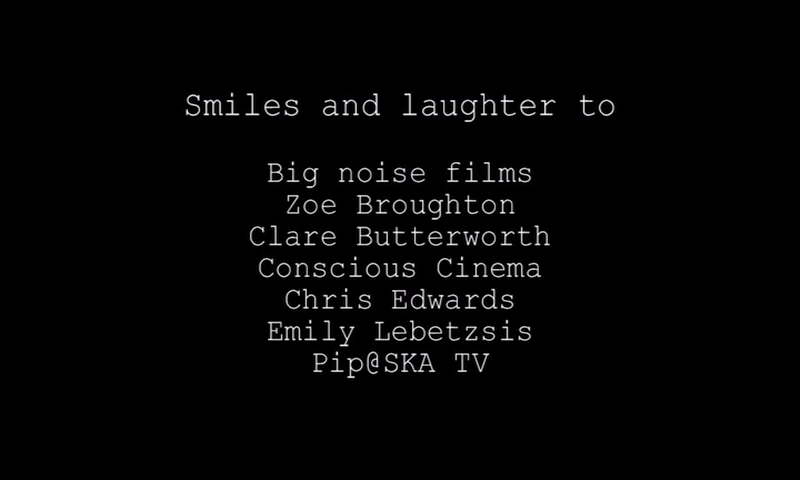 Smiles and laughter to
Big noise films
Zoe Broughton
Clare Butterworth
Conscious Cinema
Chris Edwards
Emily Lebetzsis
Pip@SKA TV